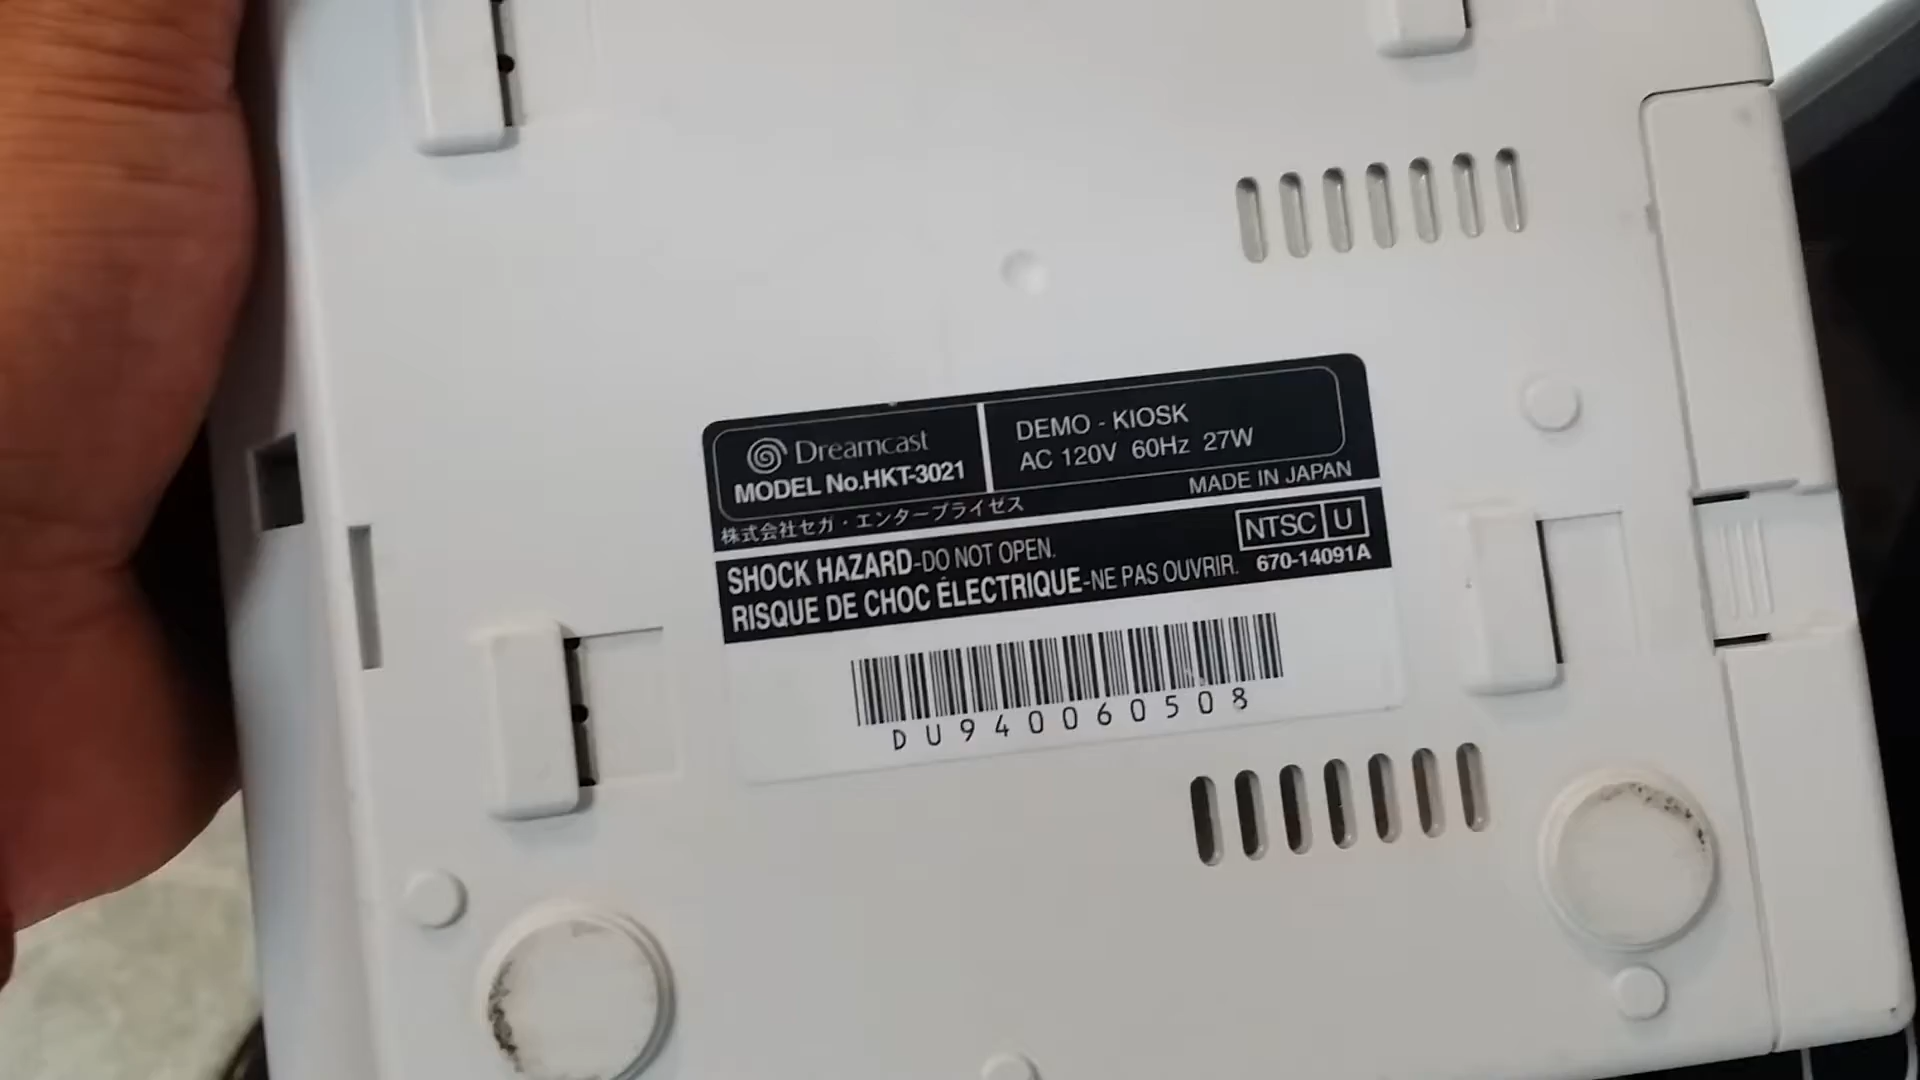 Dreamcast
MODEL No.HKT-3021
DEMO - KIOSK
AC 120V 60Hz 27W
株式会社セガ・エンタープライゼス
MADE IN JAPAN
SHOCK HAZARD-DO NOT OPEN.
RISQUE DE CHOC ÉLECTRIQUE-NE PAS OUVRIR.
NTSC U
670-14091A
DU940060508